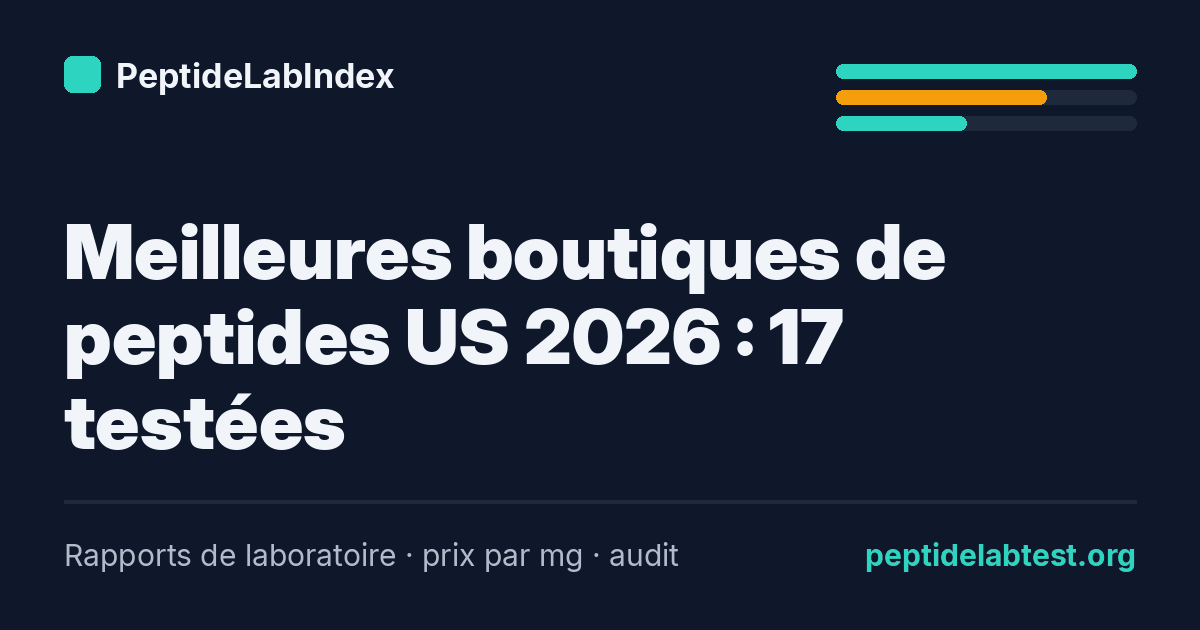 PeptideLabIndex
Meilleures boutiques de
peptides US 2026 : 17
testées
Rapports de laboratoire · prix par mg · audit
peptidelabtest.org